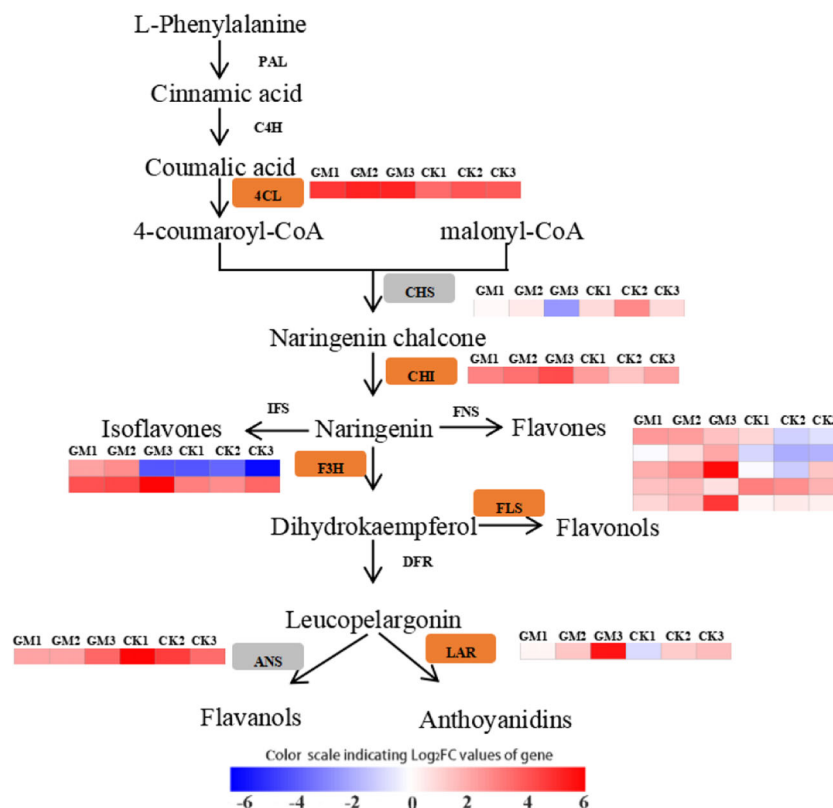 L-Phenylalanine
PAL
Cinnamic acid
C4H
Coumalic acid
GM1 GM2 GM3 CK1 CK2 CK3
4CL
4-coumaroyl-CoA malonyl-CoA
CHS
GM1 GM2 GM3 CK1 CK2 CK3
Naringenin chalcone
GM1 GM2 GM3 CK1 CK2 CK3
CHI
IFS FNS
Isoflavones Naringenin Flavones
GM1 GM2 GM3 CK1 CK2
GM1 GM2 GM3 CK1 CK2 CK3
F3H
FLS
Dihydrokaempferol Flavonols
DFR
Leucopelargonin
GM1 GM2 GM3 CK1 CK2 CK3
GM1 GM2 GM3 CK1 CK2 CK3
ANS LAR
Flavanols Anthoyanidins
Color scale indicating Log₂FC values of gene
-6 -4 -2 0 2 4 6